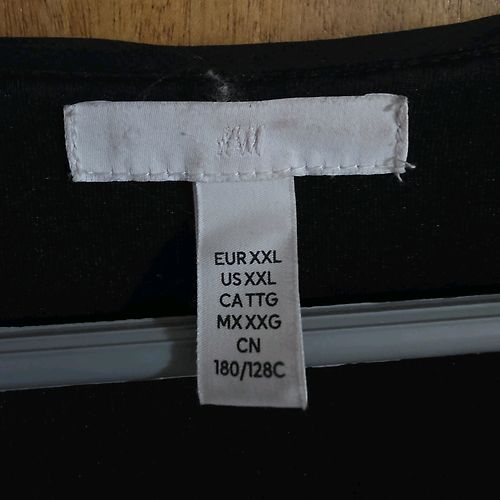 H&M
EUR XXL
US XXL
CA TTG
MX XXG
CN
180/128C